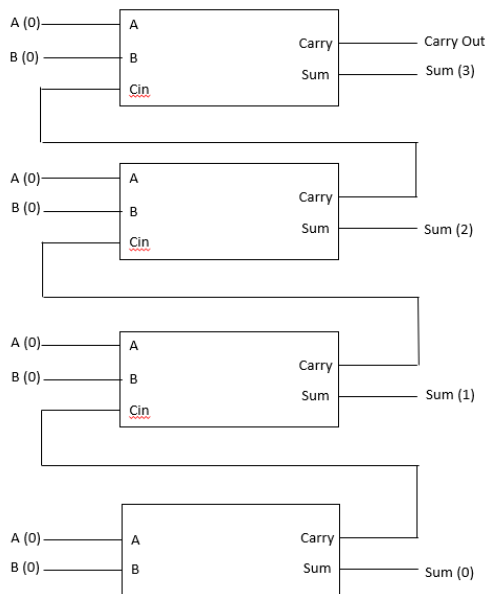 A (0) A
Carry Carry Out
B (0) B
Sum Sum (3)
Cin
A (0) A
Carry
B (0) B
Sum Sum (2)
Cin
A (0) A
Carry
B (0) B
Sum Sum (1)
Cin
A (0) A Carry
B (0) B Sum Sum (0)